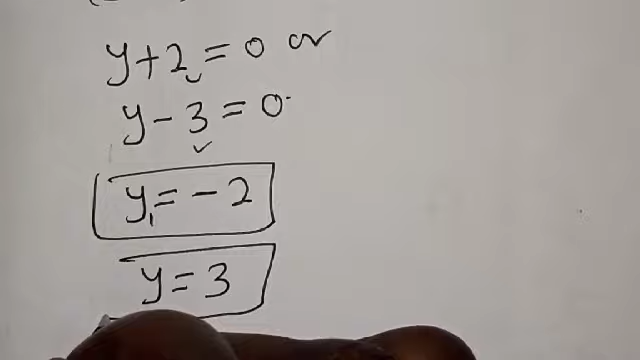 y + 2 = 0 or
y - 3 = 0
y₁ = - 2
y = 3